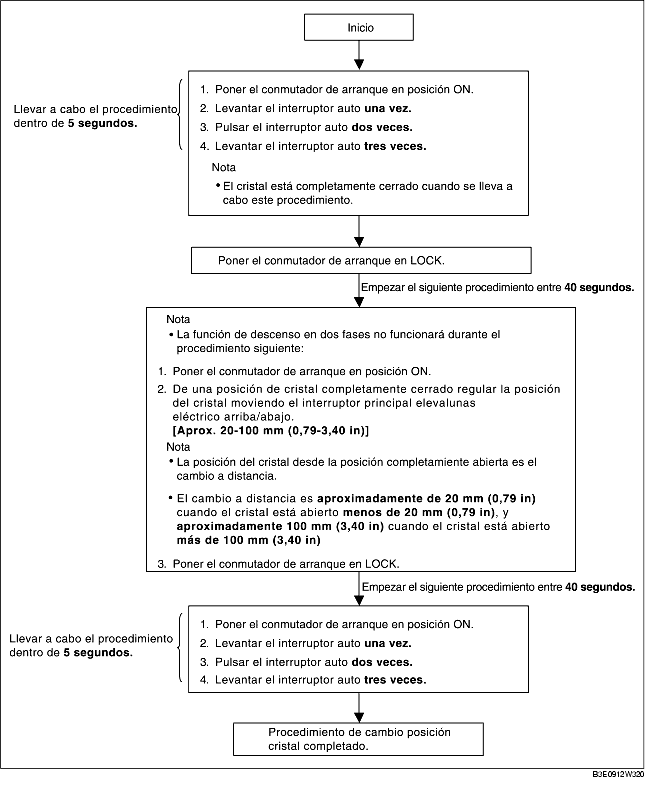 Inicio
1. Poner el conmutador de arranque en posición ON.
2. Levantar el interruptor auto una vez.
3. Pulsar el interruptor auto dos veces.
4. Levantar el interruptor auto tres veces.
Llevar a cabo el procedimiento
dentro de 5 segundos.
Nota
• El cristal está completamente cerrado cuando se lleva a
cabo este procedimiento.
Poner el conmutador de arranque en LOCK.
Empezar el siguiente procedimiento entre 40 segundos.
Nota
• La función de descenso en dos fases no funcionará durante el
procedimiento siguiente:
1. Poner el conmutador de arranque en posición ON.
2. De una posición de cristal completamente cerrado regular la posición
del cristal moviendo el interruptor principal elevalunas
eléctrico arriba/abajo.
[Aprox. 20-100 mm (0,79-3,40 in)]
Nota
• La posición del cristal desde la posición completamiente abierta es el
cambio a distancia.
• El cambio a distancia es aproximadamente de 20 mm (0,79 in)
cuando el cristal está abierto menos de 20 mm (0,79 in), y
aproximadamente 100 mm (3,40 in) cuando el cristal está abierto
más de 100 mm (3,40 in)
3. Poner el conmutador de arranque en LOCK.
Empezar el siguiente procedimiento entre 40 segundos.
1. Poner el conmutador de arranque en posición ON.
2. Levantar el interruptor auto una vez.
3. Pulsar el interruptor auto dos veces.
4. Levantar el interruptor auto tres veces.
Llevar a cabo el procedimiento
dentro de 5 segundos.
Procedimiento de cambio posición
cristal completado.
B3E0912W320